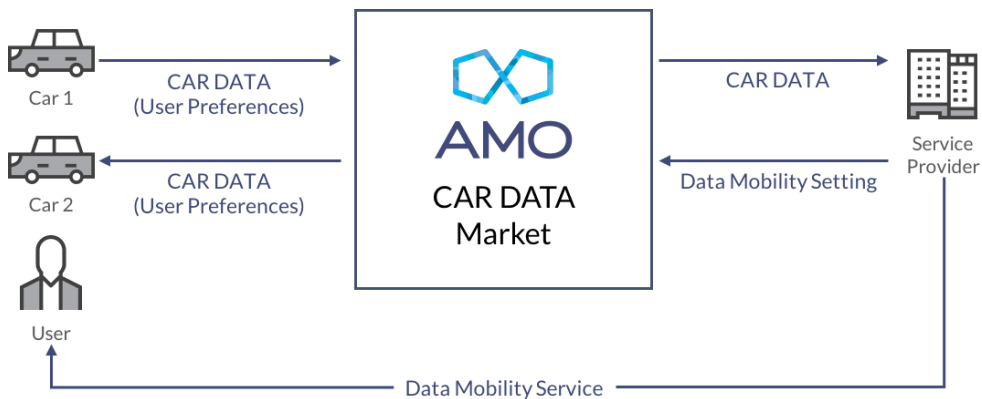 Car 1
CAR DATA
(User Preferences)
Car 2
CAR DATA
(User Preferences)
User
AMO
CAR DATA
Market
CAR DATA
Data Mobility Setting
Service
Provider
Data Mobility Service